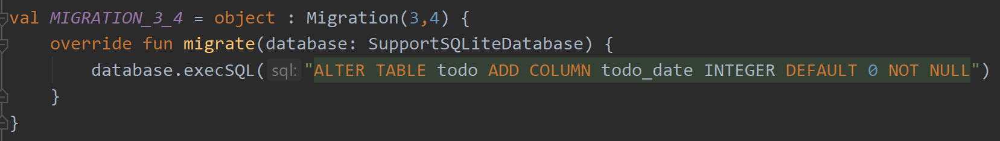 val MIGRATION_3_4 = object : Migration(3,4) {
    override fun migrate(database: SupportSQLiteDatabase) {
        database.execSQL( sql: "ALTER TABLE todo ADD COLUMN todo_date INTEGER DEFAULT 0 NOT NULL")
    }
}